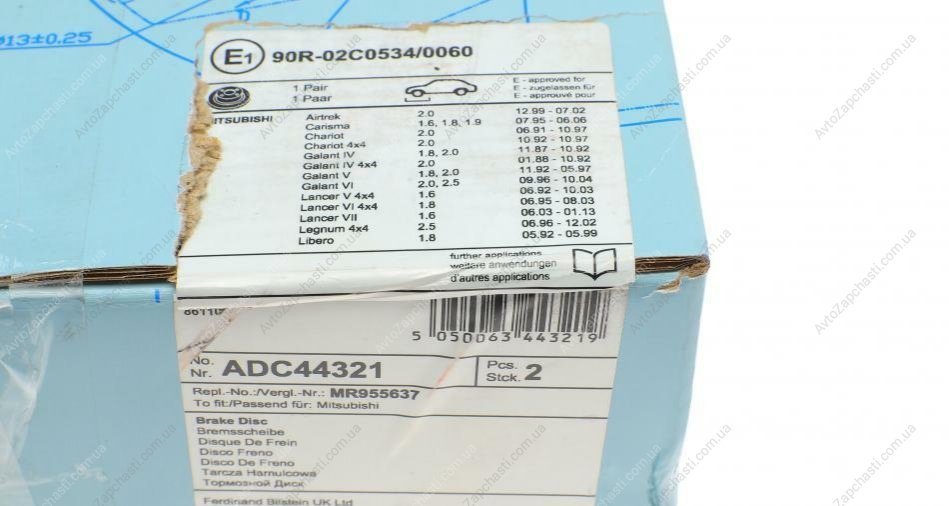 ø13±0.25
E1 90R-02C0534/0060
1 Pair
1 Paar
E - approved for
E - zugelassen für
E - approuvé pour
Airtrek 2.0 12.99 - 07.02
Carisma 1.6, 1.8, 1.9 07.95 - 06.06
Chariot 2.0 06.91 - 10.97
Chariot 4x4 2.0 10.92 - 10.97
Galant IV 1.8, 2.0 11.87 - 10.92
Galant IV 4x4 2.0 01.88 - 10.92
Galant V 1.8, 2.0 11.92 - 05.97
Galant VI 2.0, 2.5 09.96 - 10.04
Lancer V 4x4 1.6 06.92 - 10.03
Lancer VI 4x4 1.8 06.95 - 08.03
Lancer VII 1.6 06.03 - 01.13
Legnum 4x4 2.5 06.96 - 12.02
Libero 1.8 05.92 - 05.99
further applications
weitere anwendungen
d'autres applications
5 050063 443219
No.
Nr. ADC44321
Pcs.
Stck. 2
Repl.-No.:/Vergl.-Nr.: MR955637
To fit:/Passend für: Mitsubishi
Brake Disc
Bremsscheibe
Disque De Frein
Disco Freno
Disco De Freno
Tarcza Hamulcowa
Тормозной Диск
Ferdinand Bilstein UK Ltd
AvtoZapchasti.com.ua